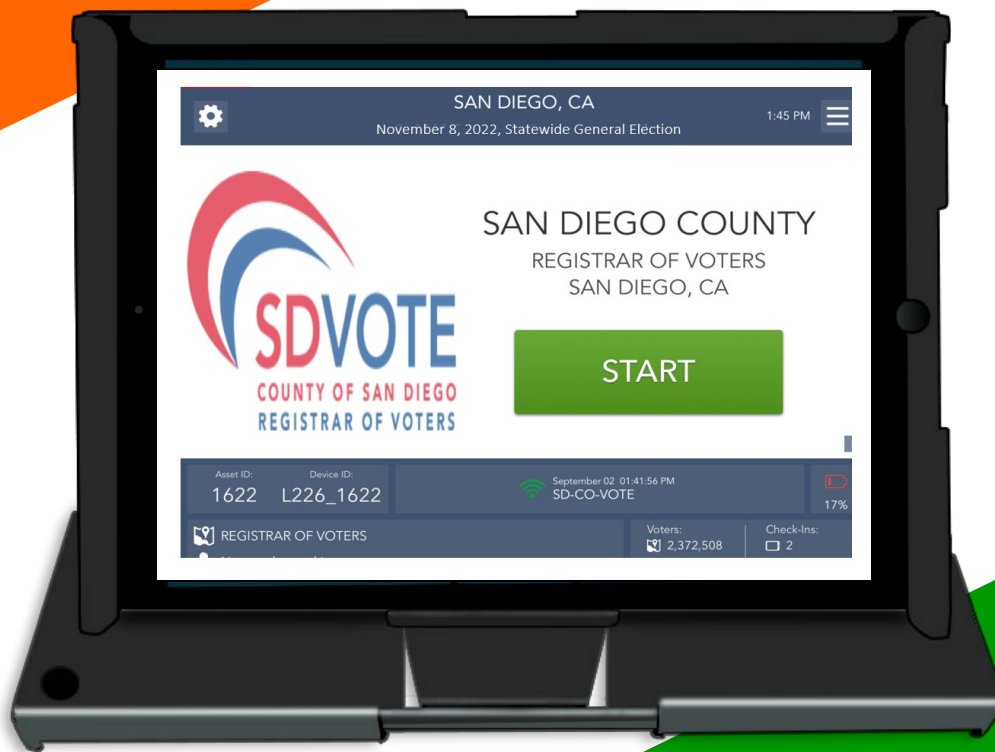 SAN DIEGO, CA
November 8, 2022, Statewide General Election
1:45 PM
SDVOTE
COUNTY OF SAN DIEGO
REGISTRAR OF VOTERS
SAN DIEGO COUNTY
REGISTRAR OF VOTERS
SAN DIEGO, CA
START
Asset ID:
1622
Device ID:
L226_1622
September 02 01:41:56 PM
SD-CO-VOTE
17%
REGISTRAR OF VOTERS
Voters:
2,372,508
Check-Ins:
2